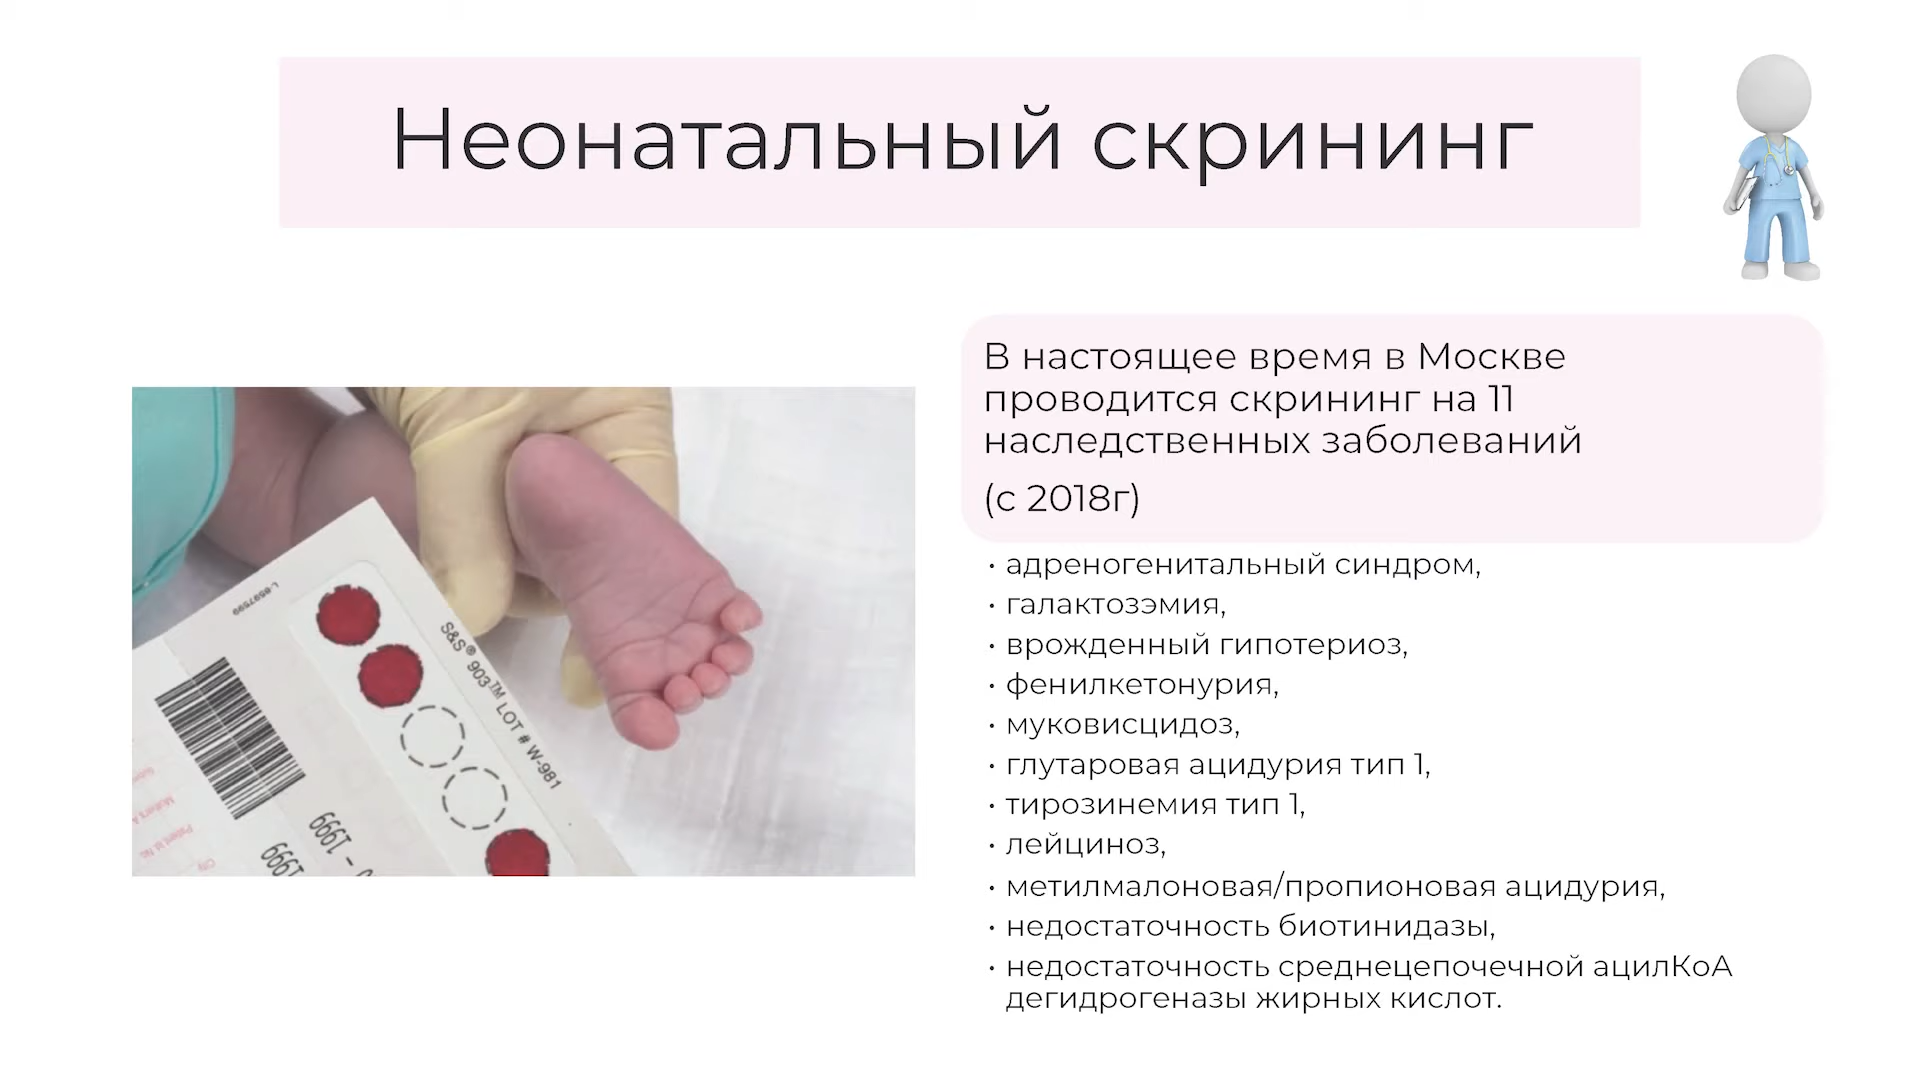 Неонатальный скрининг
В настоящее время в Москве
проводится скрининг на 11
наследственных заболеваний
(с 2018г)
• адреногенитальный синдром,
• галактозэмия,
• врожденный гипотериоз,
• фенилкетонурия,
• муковисцидоз,
• глутаровая ацидурия тип 1,
• тирозинемия тип 1,
• лейциноз,
• метилмалоновая/пропионовая ацидурия,
• недостаточность биотинидазы,
• недостаточность среднецепочечной ацилКоА
дегидрогеназы жирных кислот.
S&S® 903™ LOT # W-981
1999
- 1999